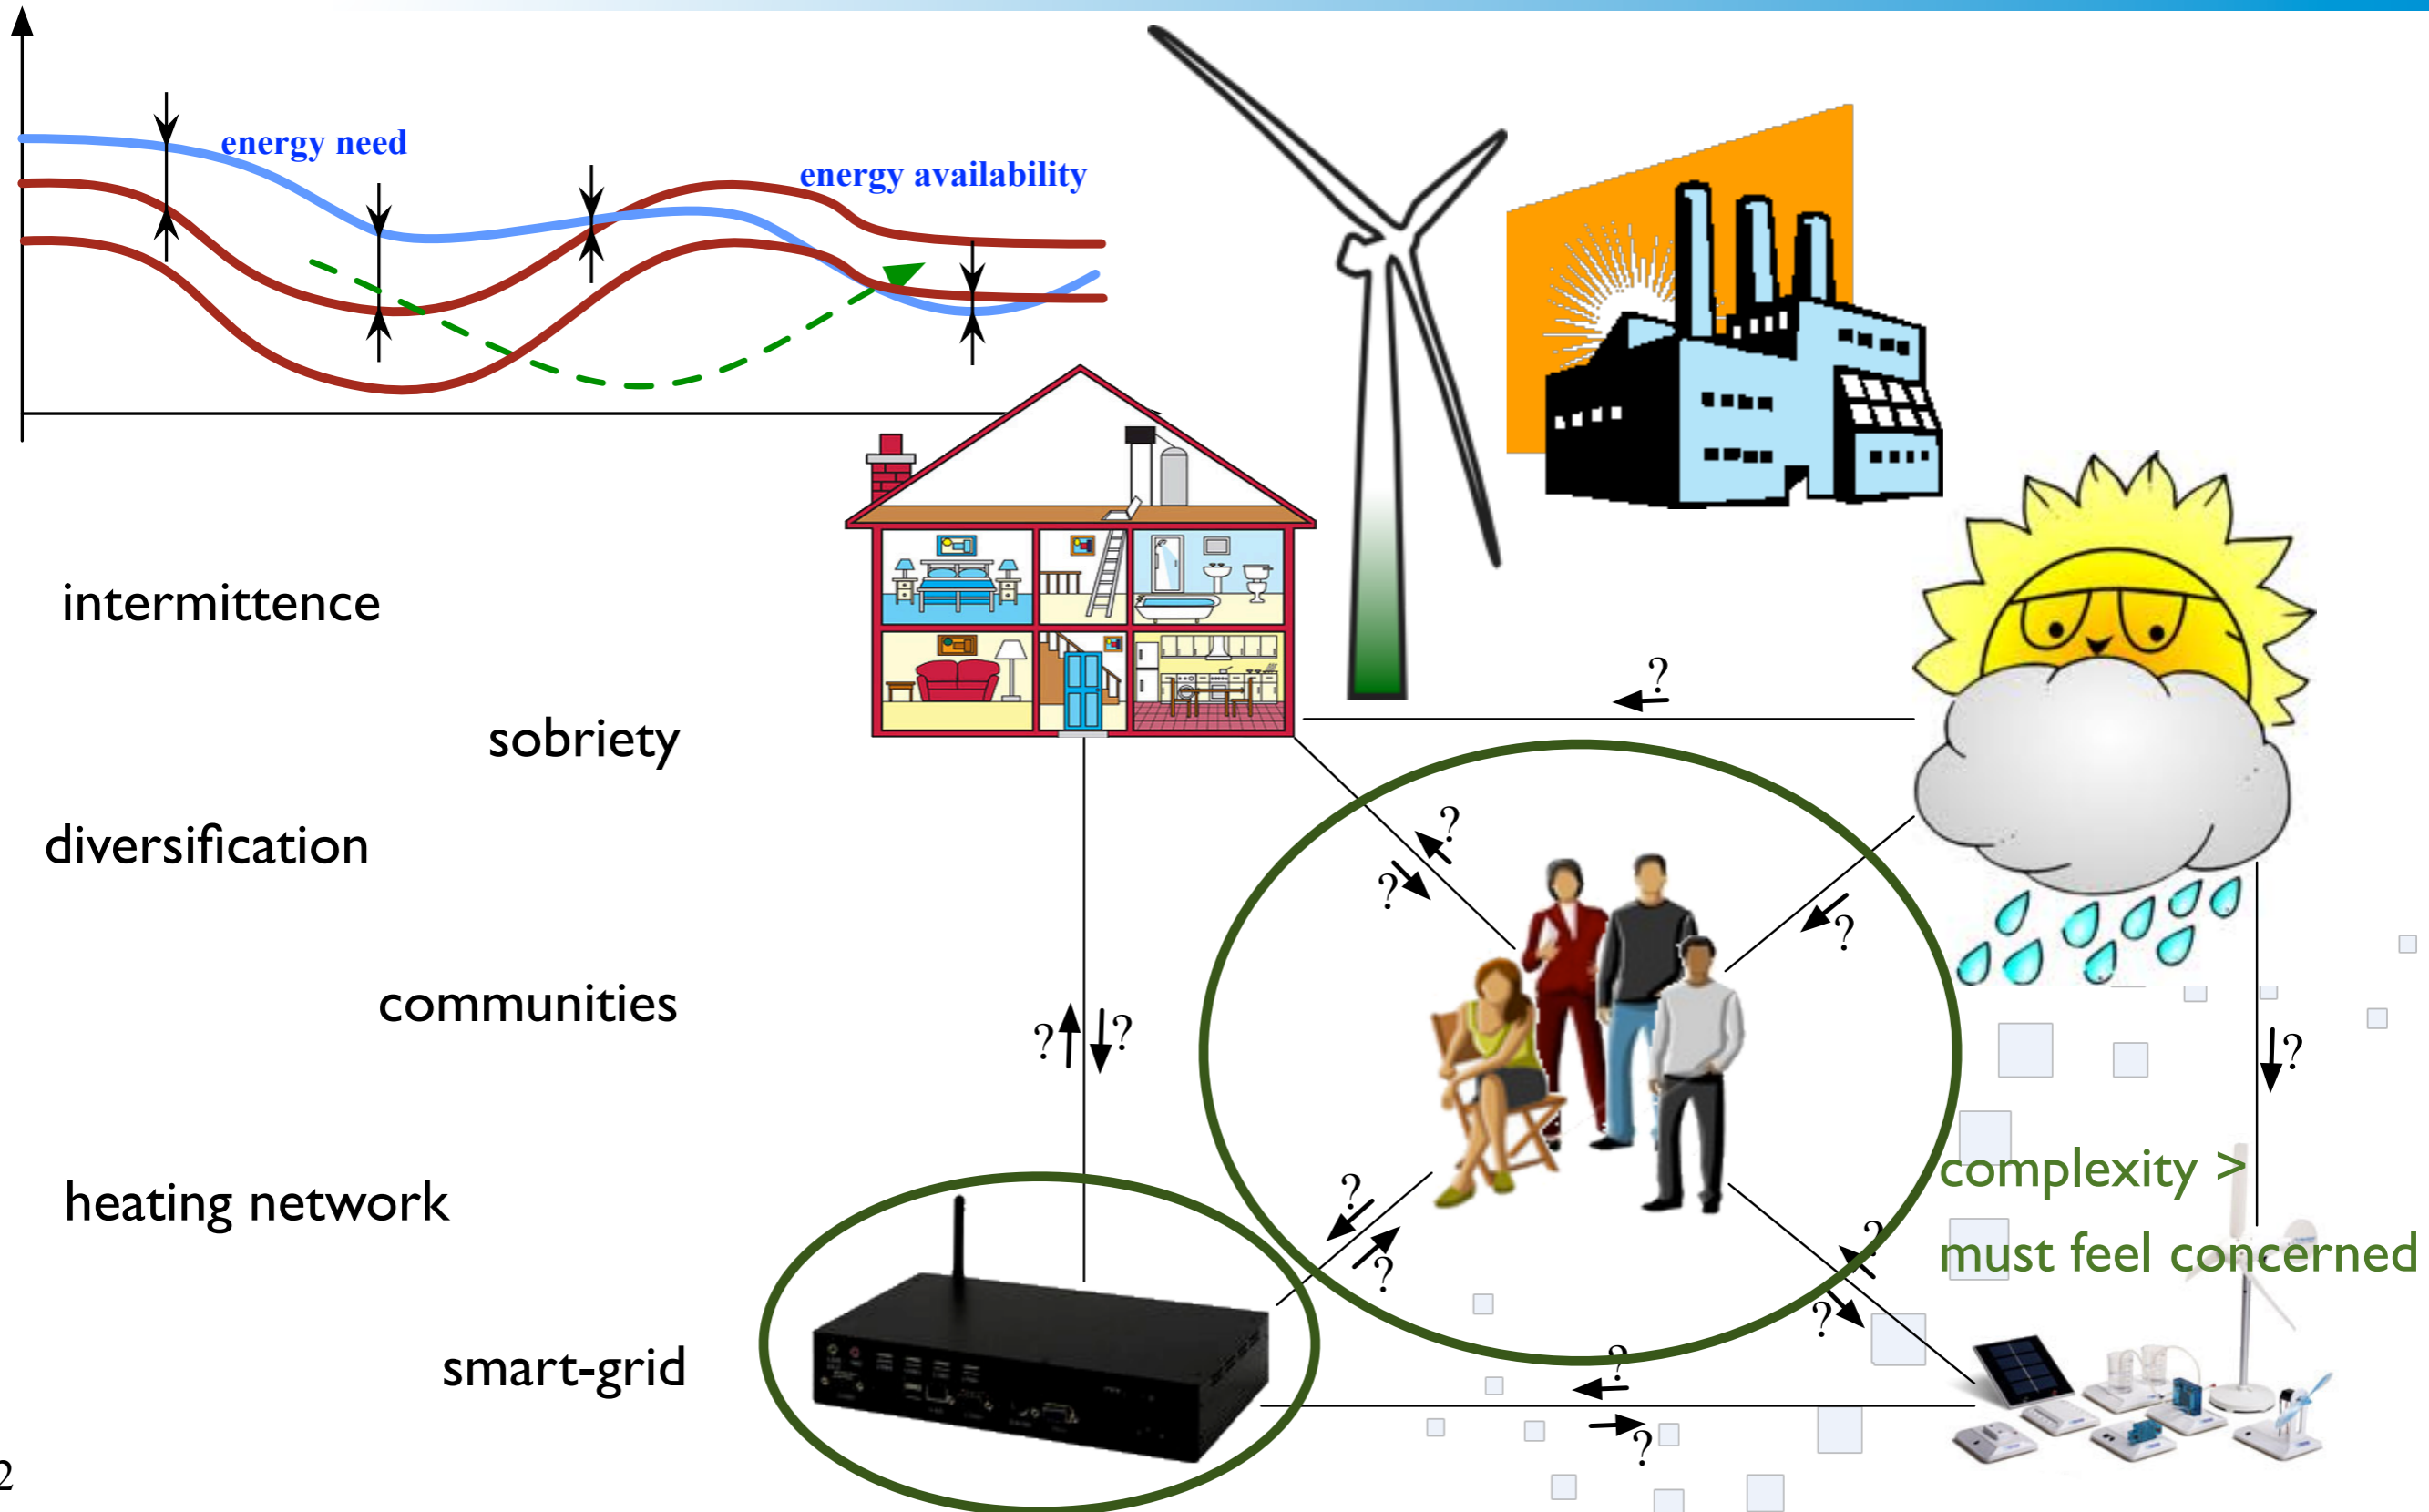 energy need
energy availability
intermittence
?
sobriety
?
diversification
?
?
communities
? ?
?
complexity >
heating network
?
?
must feel concerned
?
?
smart-grid
?
?
2